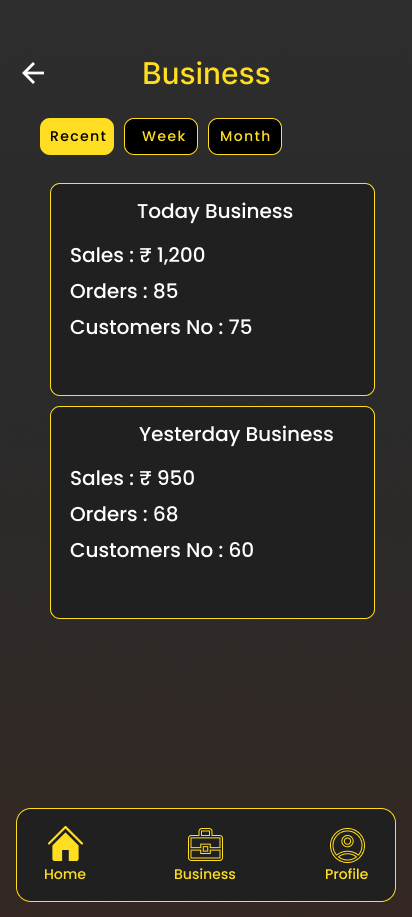 Business
Recent Week Month
Today Business
Sales : ₹ 1,200
Orders : 85
Customers No : 75
Yesterday Business
Sales : ₹ 950
Orders : 68
Customers No : 60
Home Business Profile